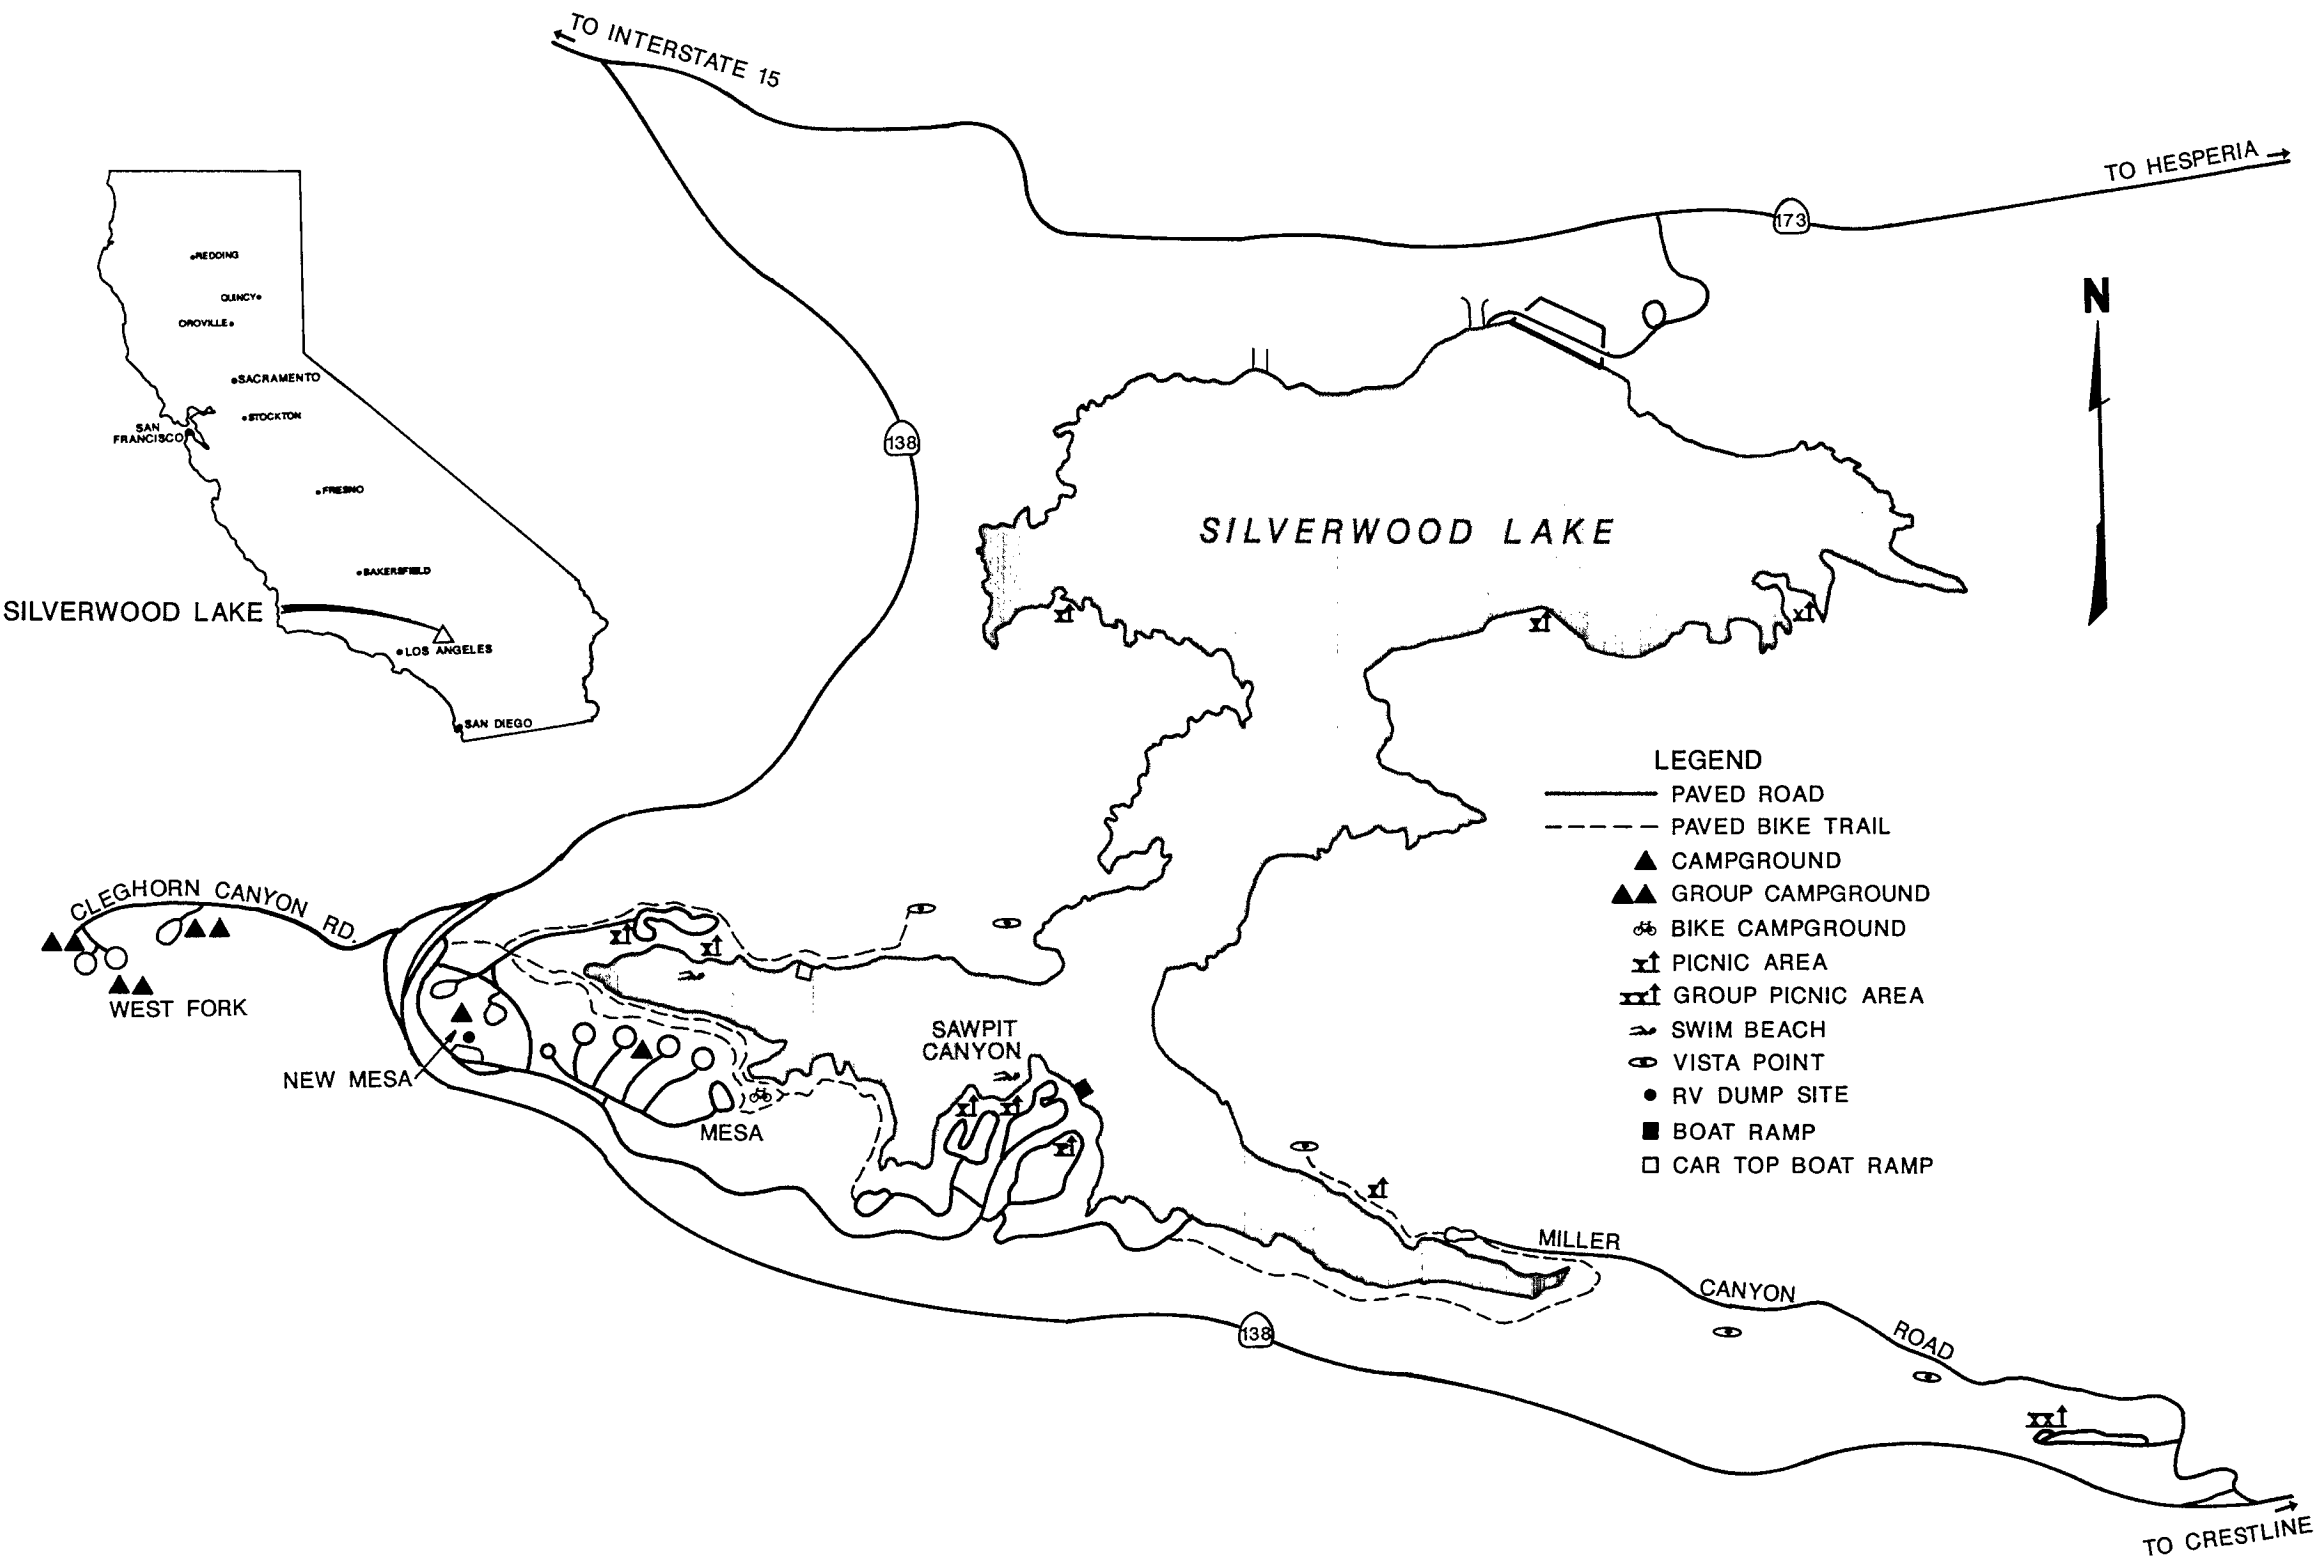 TO INTERSTATE 15
TO HESPERIA
173
N
REDDING
QUINCY
OROVILLE
SACRAMENTO
STOCKTON
SAN
FRANCISCO
FRESNO
BAKERSFIELD
SILVERWOOD LAKE
LOS ANGELES
SAN DIEGO
138
SILVERWOOD LAKE
LEGEND
PAVED ROAD
PAVED BIKE TRAIL
CAMPGROUND
GROUP CAMPGROUND
BIKE CAMPGROUND
PICNIC AREA
GROUP PICNIC AREA
SWIM BEACH
VISTA POINT
RV DUMP SITE
BOAT RAMP
CAR TOP BOAT RAMP
CLEGHORN CANYON RD.
WEST FORK
NEW MESA
MESA
SAWPIT
CANYON
MILLER
CANYON
ROAD
138
TO CRESTLINE